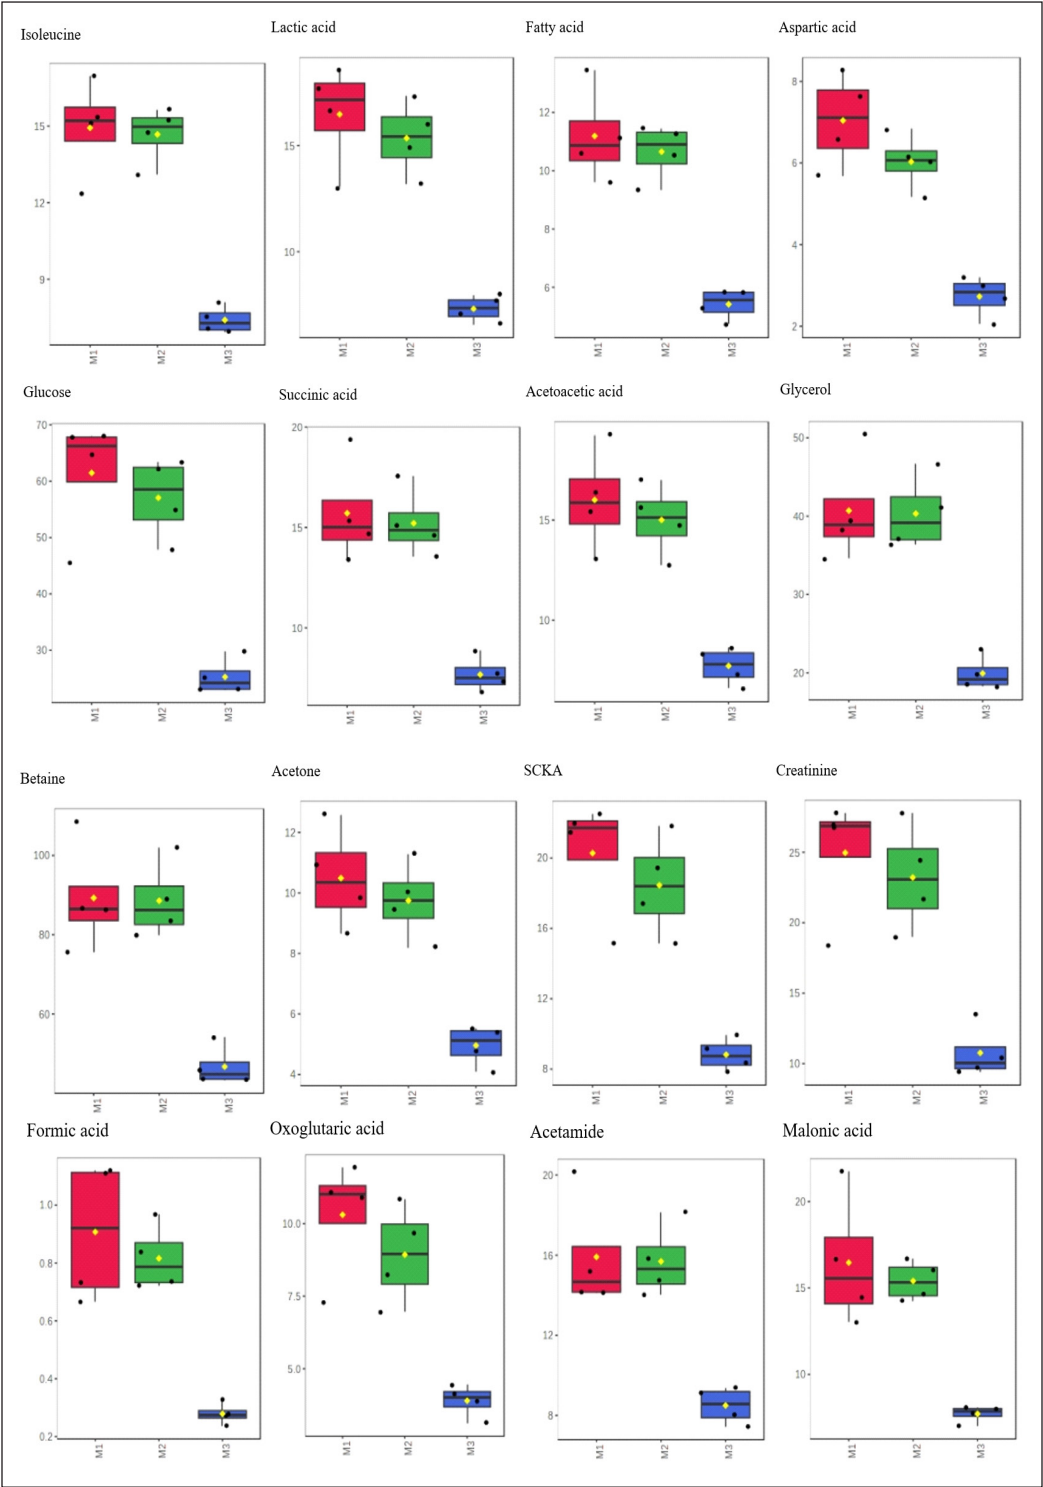 Isoleucine
Lactic acid
Fatty acid
Aspartic acid
15
12
9
M1
M2
M3
15
10
M1
M2
M3
12
10
8
6
M1
M2
M3
8
6
4
2
M1
M2
M3
Glucose
Succinic acid
Acetoacetic acid
Glycerol
70
60
50
40
30
M1
M2
M3
20
15
10
M1
M2
M3
15
10
M1
M2
M3
50
40
30
20
M1
M2
M3
Betaine
Acetone
SCKA
Creatinine
100
80
60
M1
M2
M3
12
10
8
6
4
M1
M2
M3
20
16
12
8
M1
M2
M3
25
20
15
10
M1
M2
M3
Formic acid
Oxoglutaric acid
Acetamide
Malonic acid
1.0
0.8
0.6
0.4
0.2
M1
M2
M3
10.0
7.5
5.0
M1
M2
M3
20
16
12
8
M1
M2
M3
20
15
10
M1
M2
M3